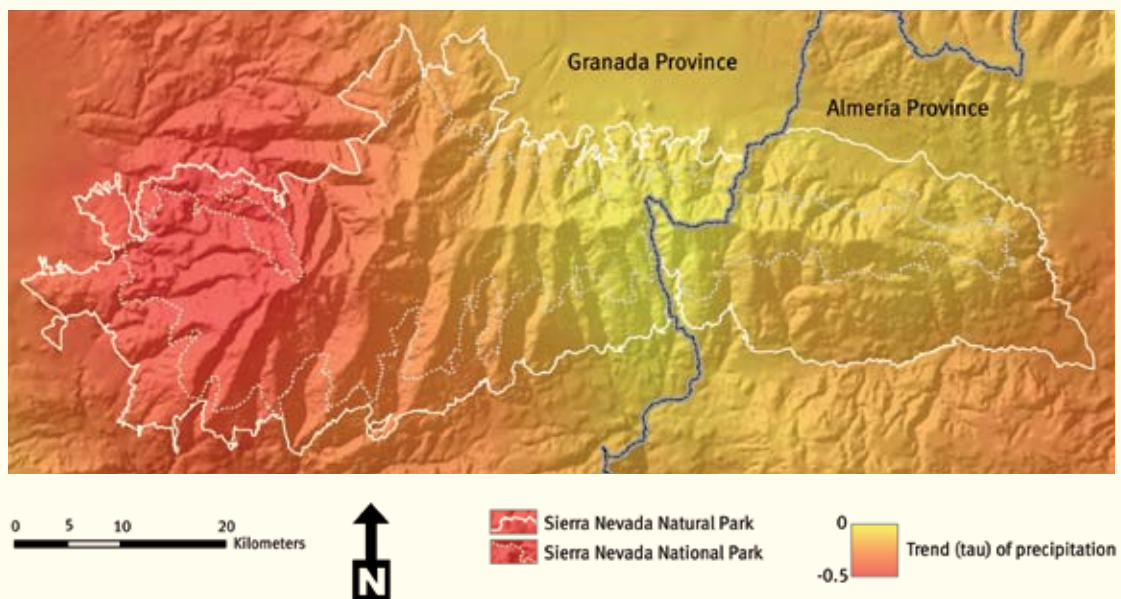 Granada Province
Almería Province
0 5 10 20
Kilometers
N
Sierra Nevada Natural Park
Sierra Nevada National Park
0
-0.5
Trend (tau) of precipitation